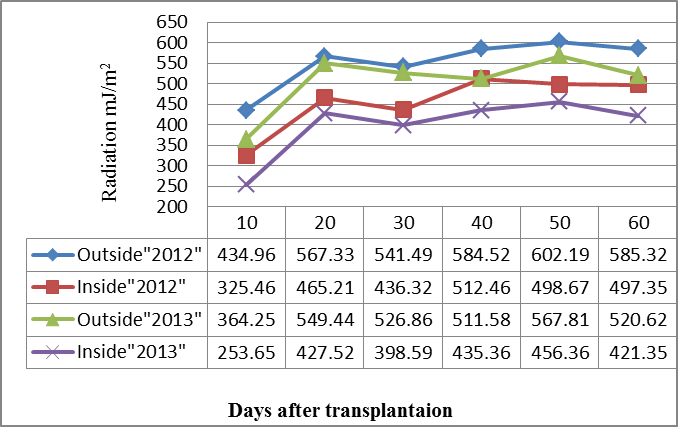 Radiation mJ/m²
650
600
550
500
450
400
350
300
250
200
10 20 30 40 50 60
Outside"2012" 434.96 567.33 541.49 584.52 602.19 585.32
Inside"2012" 325.46 465.21 436.32 512.46 498.67 497.35
Outside"2013" 364.25 549.44 526.86 511.58 567.81 520.62
Inside"2013" 253.65 427.52 398.59 435.36 456.36 421.35
Days after transplantaion